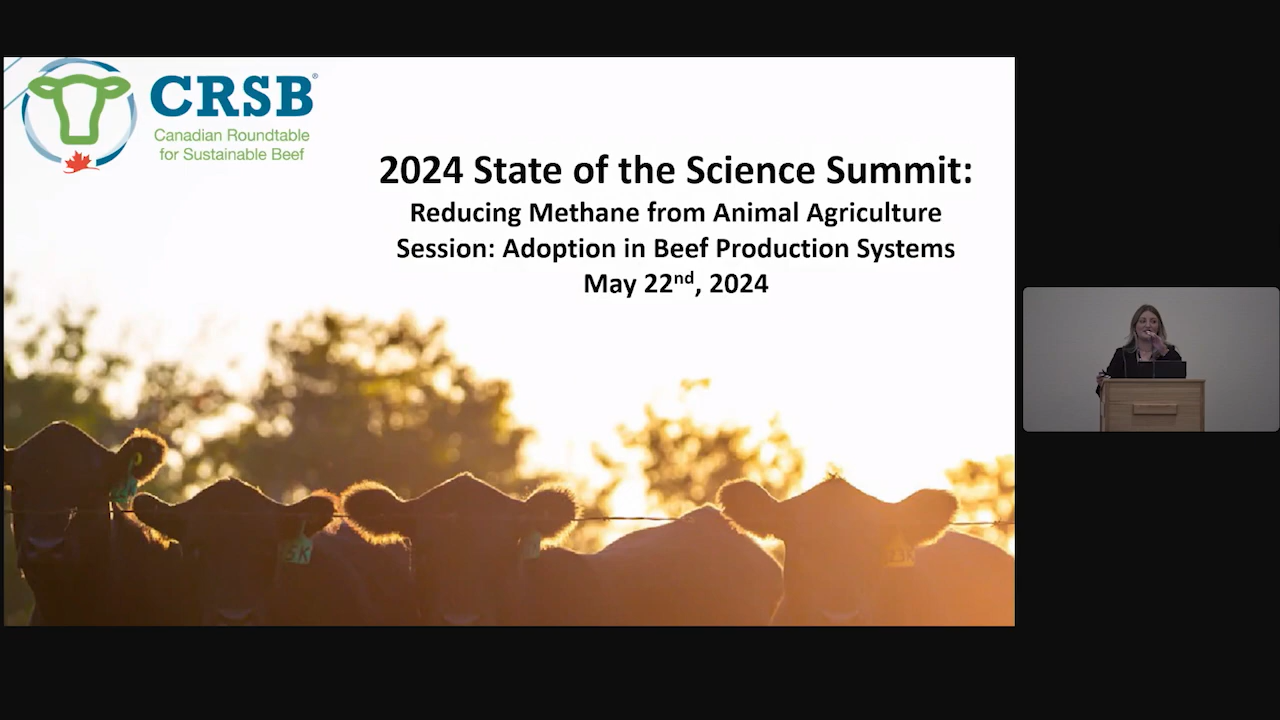 CRSB®
Canadian Roundtable
for Sustainable Beef
2024 State of the Science Summit:
Reducing Methane from Animal Agriculture
Session: Adoption in Beef Production Systems
May 22nd, 2024